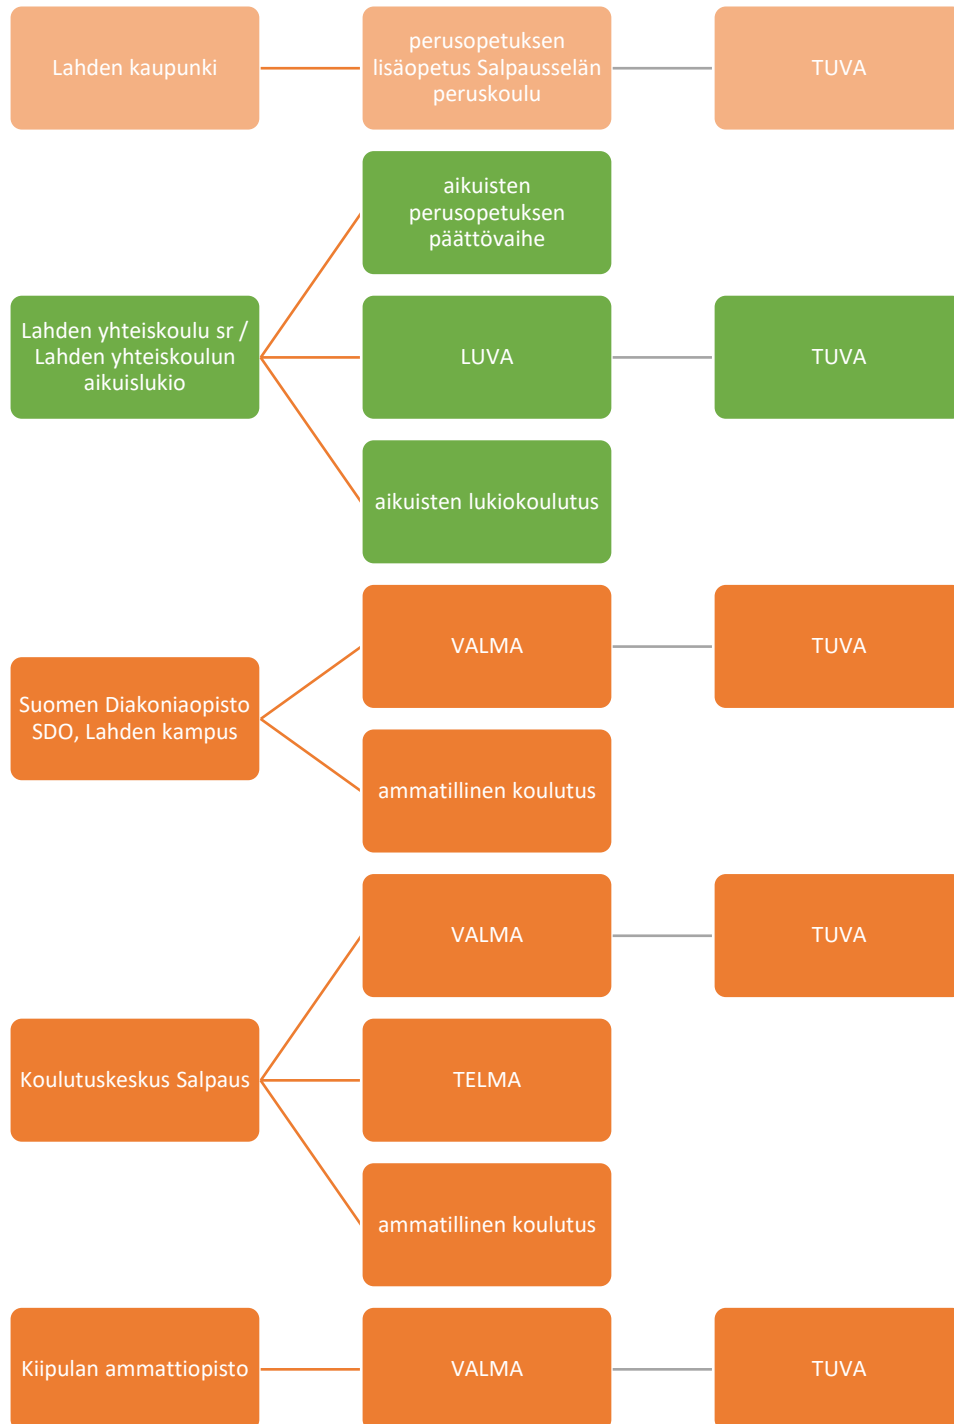 Lahden kaupunki
perusopetuksen
lisäopetus Salpausselän
peruskoulu
TUVA
Lahden yhteiskoulu sr /
Lahden yhteiskoulun
aikuislukio
aikuisten
perusopetuksen
päättövaihe
LUVA
TUVA
aikuisten lukiokoulutus
Suomen Diakoniaopisto
SDO, Lahden kampus
VALMA
TUVA
ammatillinen koulutus
Koulutuskeskus Salpaus
VALMA
TUVA
TELMA
ammatillinen koulutus
Kiipulan ammattiopisto
VALMA
TUVA